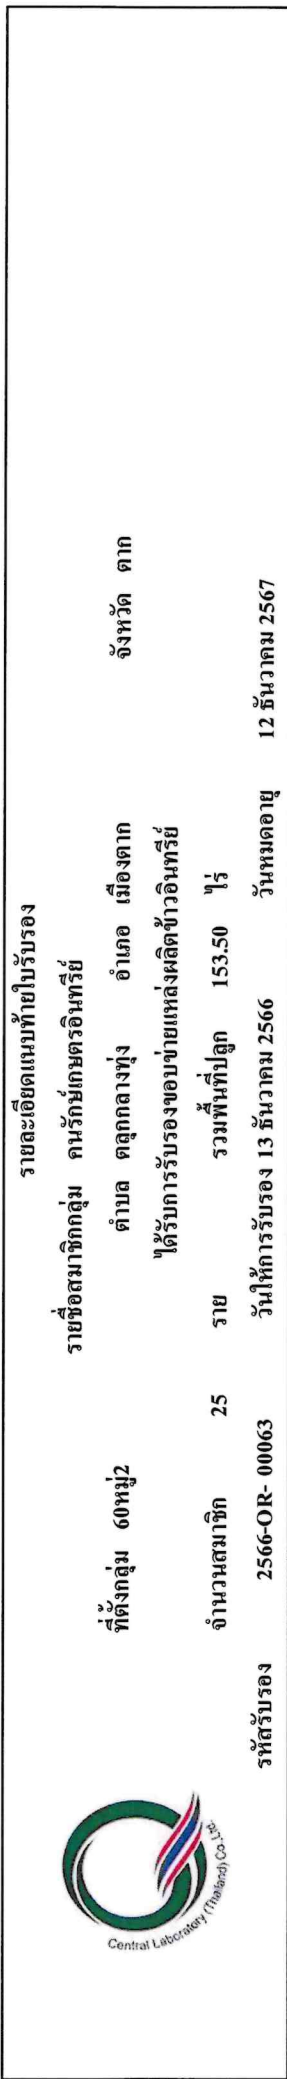 รายละเอียดแนบท้ายใบรับรอง
รายชื่อสมาชิกกลุ่ม คนรักษ์เกษตรอินทรีย์
ที่ตั้งกลุ่ม 60หมู่2 ตำบล ตลุกกลางทุ่ง อำเภอ เมืองตาก จังหวัด ตาก
ได้รับการรับรองขอบข่ายแหล่งผลิตข้าวอินทรีย์
จำนวนสมาชิก 25 ราย รวมพื้นที่ปลูก 153.50 ไร่
รหัสรับรอง 2566-OR- 00063 วันให้การรับรอง 13 ธันวาคม 2566 วันหมดอายุ 12 ธันวาคม 2567
Central Laboratory (Thailand) Co.,Ltd.